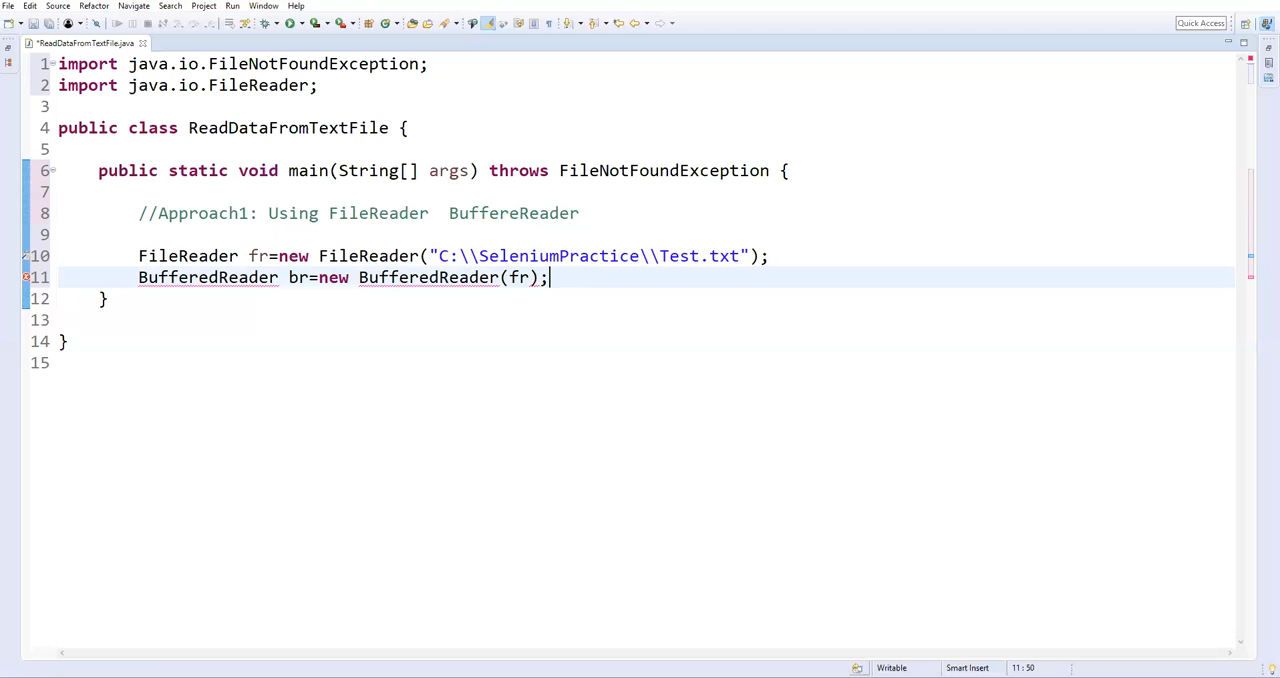 File Edit Source Refactor Navigate Search Project Run Window Help
Quick Access
*ReadDataFromTextFile.java
1 import java.io.FileNotFoundException;
2 import java.io.FileReader;
3
4 public class ReadDataFromTextFile {
5
6 public static void main(String[] args) throws FileNotFoundException {
7
8 //Approach1: Using FileReader  BuffereReader
9
10 FileReader fr=new FileReader("C:\\SeleniumPractice\\Test.txt");
11 BufferedReader br=new BufferedReader(fr);
12 }
13
14 }
15
Writable Smart Insert 11 : 50